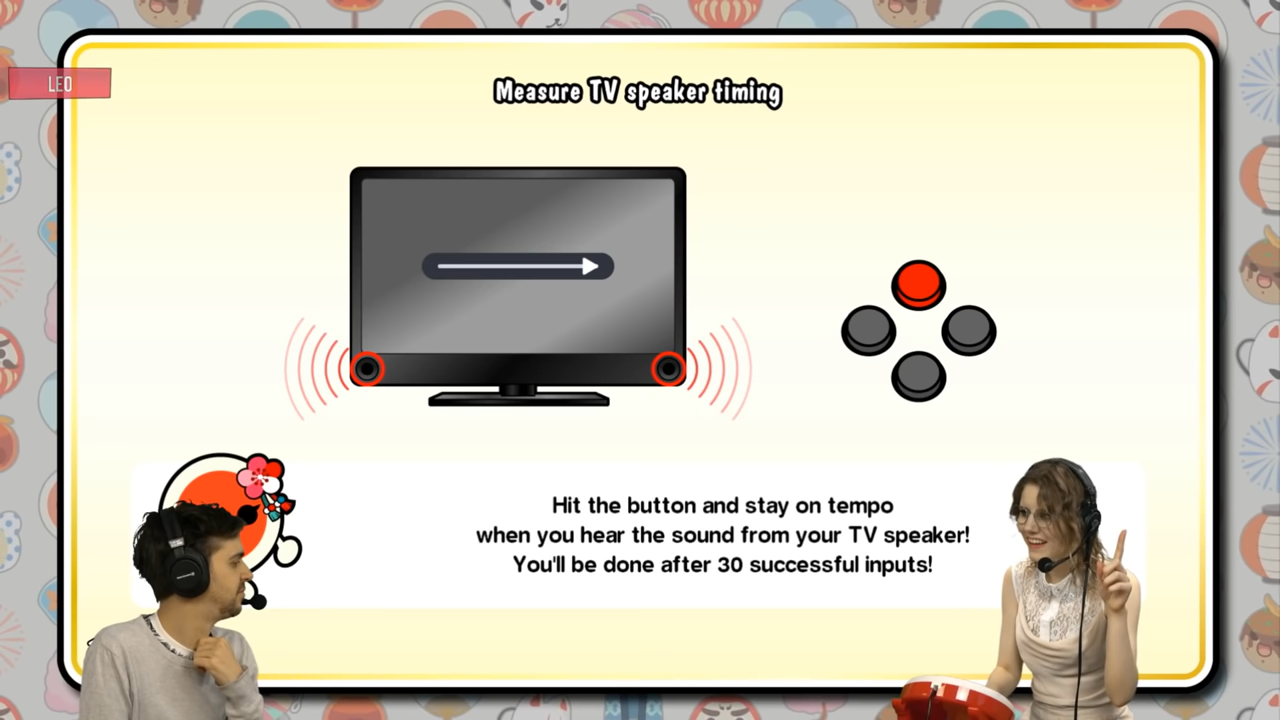 LEO
Measure TV speaker timing
Hit the button and stay on tempo
when you hear the sound from your TV speaker!
You'll be done after 30 successful inputs!